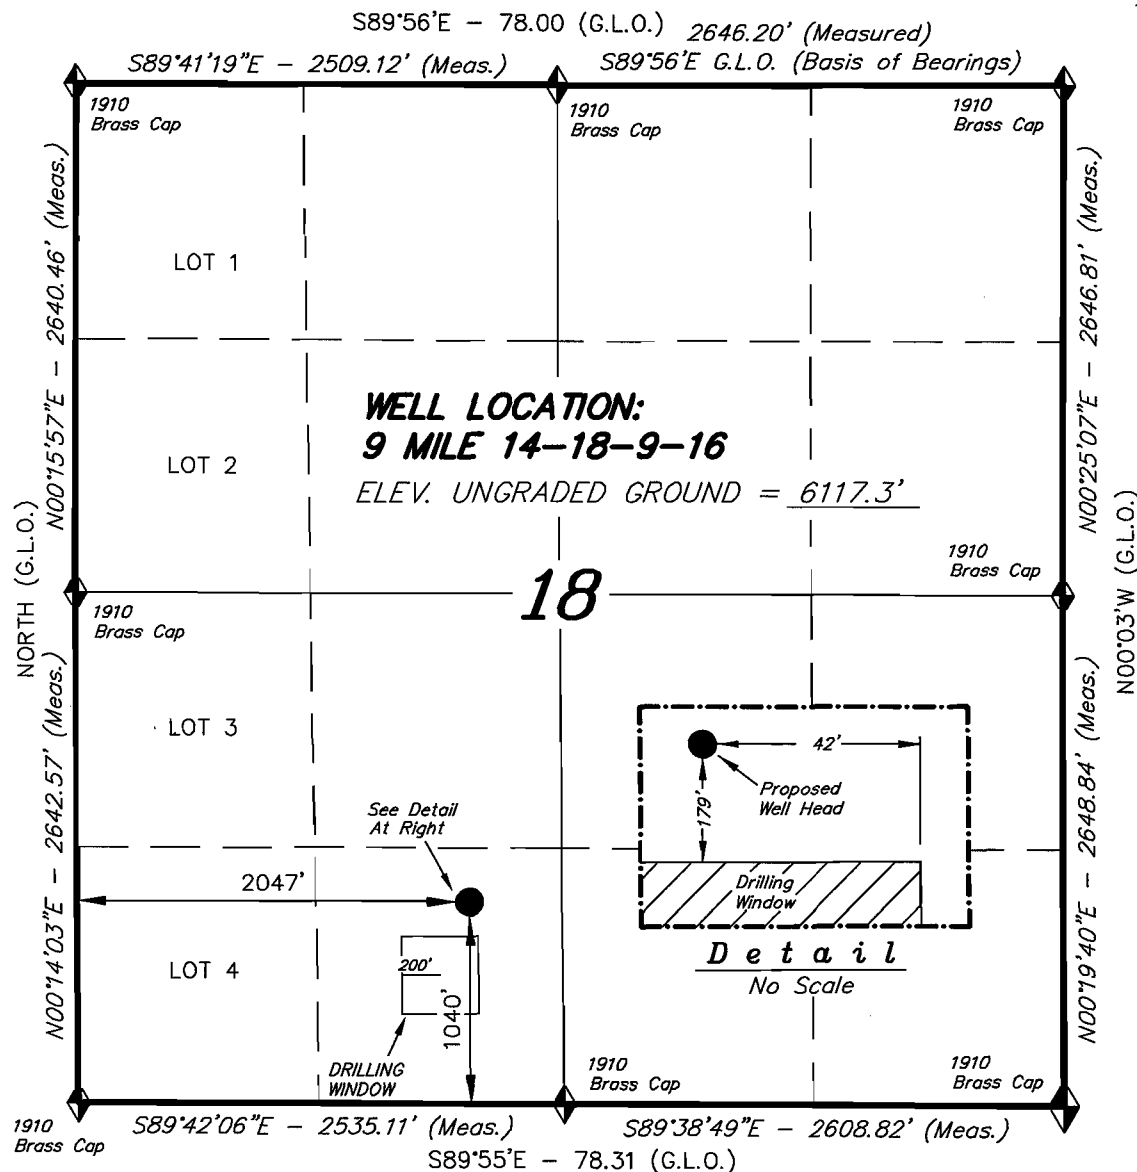 S89°56'E - 78.00 (G.L.O.)
2646.20' (Measured)
S89°41'19"E - 2509.12' (Meas.)
S89°56'E G.L.O. (Basis of Bearings)
1910
Brass Cap
1910
Brass Cap
1910
Brass Cap
N00°15'57"E - 2640.46' (Meas.)
N00°25'07"E - 2646.81' (Meas.)
LOT 1
WELL LOCATION:
9 MILE 14-18-9-16
ELEV. UNGRADED GROUND = 6117.3'
LOT 2
NORTH (G.L.O.)
N00°03'W (G.L.O.)
1910
Brass Cap
18
1910
Brass Cap
N00°14'03"E - 2642.57' (Meas.)
N00°19'40"E - 2648.84' (Meas.)
LOT 3
See Detail
At Right
42'
179'
Proposed
Well Head
Drilling
Window
Detail
No Scale
2047'
LOT 4
200'
1040'
DRILLING
WINDOW
1910
Brass Cap
1910
Brass Cap
1910
Brass Cap
S89°42'06"E - 2535.11' (Meas.)
S89°38'49"E - 2608.82' (Meas.)
S89°55'E - 78.31 (G.L.O.)